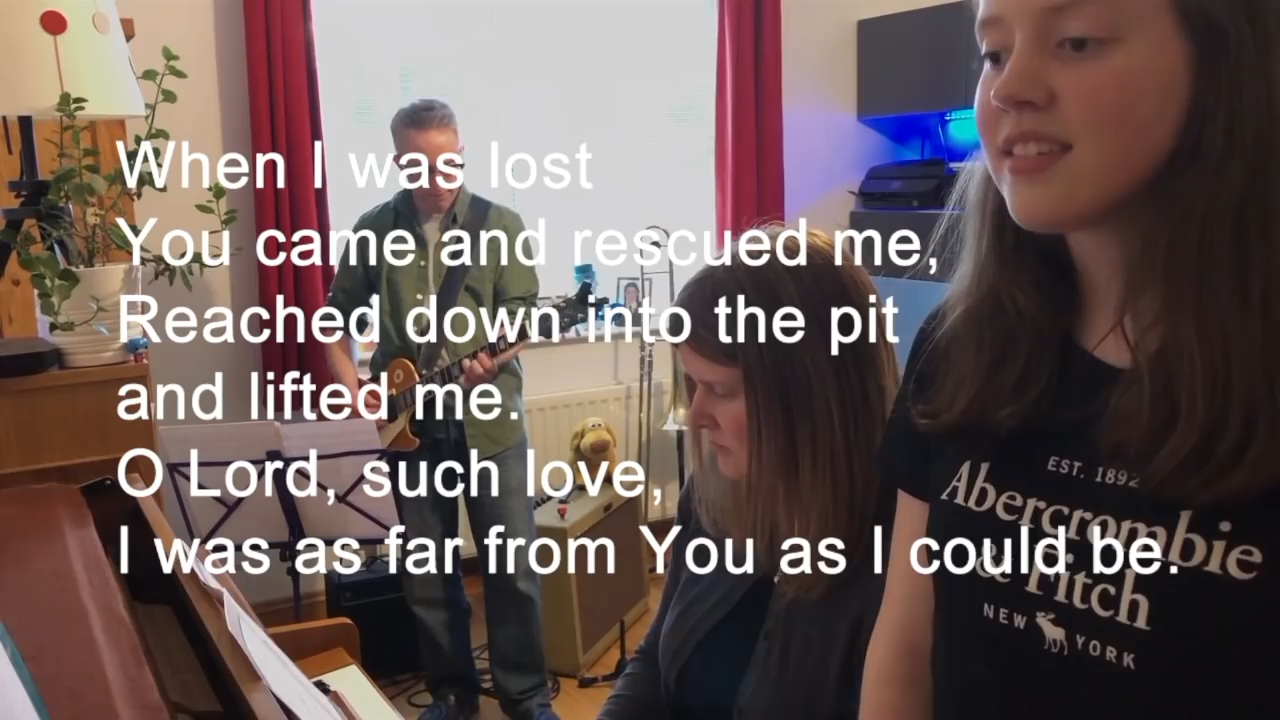 When I was lost
You came and rescued me,
Reached down into the pit
and lifted me.
O Lord, such love,
I was as far from You as I could be.
EST. 1892
Abercrombie
& Fitch
NEW YORK